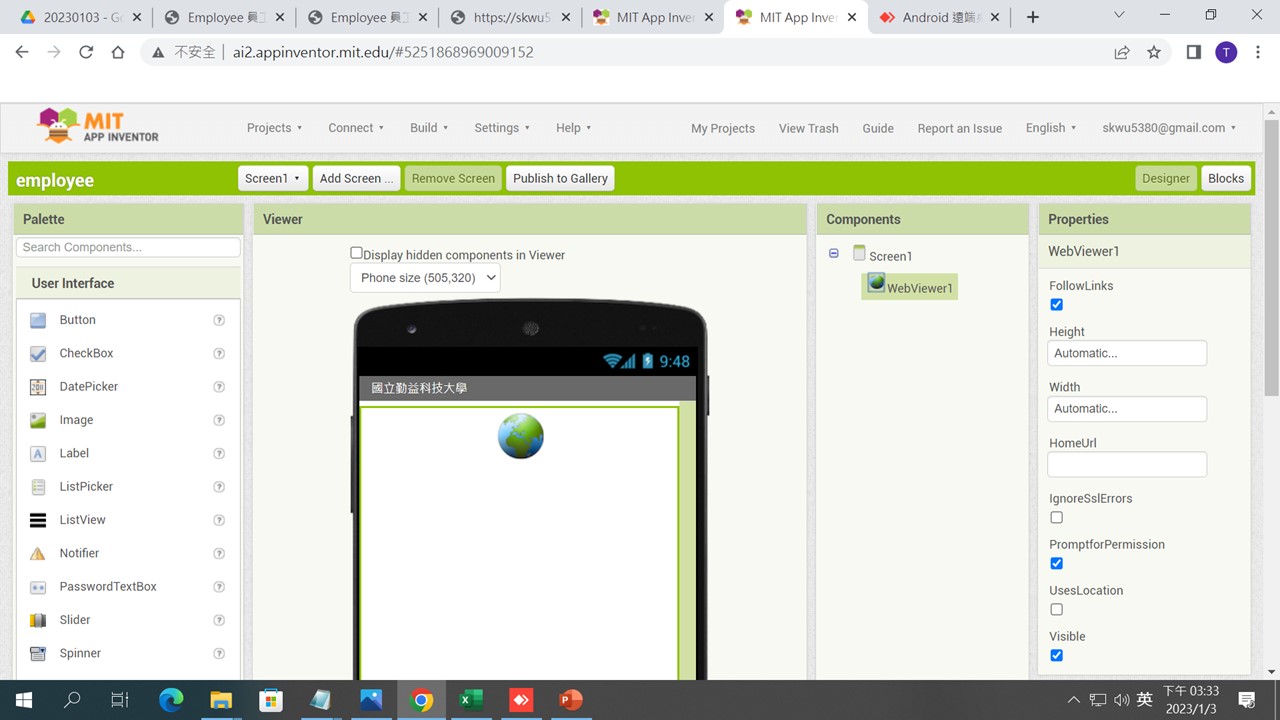 20230103 - G
Employee 員工
Employee 員
https://skwu5
MIT App Inver
MIT App Inve
Android 遠端
不安全
ai2.appinventor.mit.edu/#5251868969009152
T
MIT
APP INVENTOR
Projects
Connect
Build
Settings
Help
My Projects
View Trash
Guide
Report an Issue
English
skwu5380@gmail.com
employee
Screen1
Add Screen ...
Remove Screen
Publish to Gallery
Designer
Blocks
Palette
Search Components...
User Interface
Button
CheckBox
DatePicker
Image
Label
ListPicker
ListView
Notifier
PasswordTextBox
Slider
Spinner
Viewer
Display hidden components in Viewer
Phone size (505,320)
9:48
國立勤益科技大學
Components
Screen1
WebViewer1
Properties
WebViewer1
FollowLinks
Height
Automatic...
Width
Automatic...
HomeUrl
IgnoreSslErrors
PromptforPermission
UsesLocation
Visible
英
下午 03:33
2023/1/3